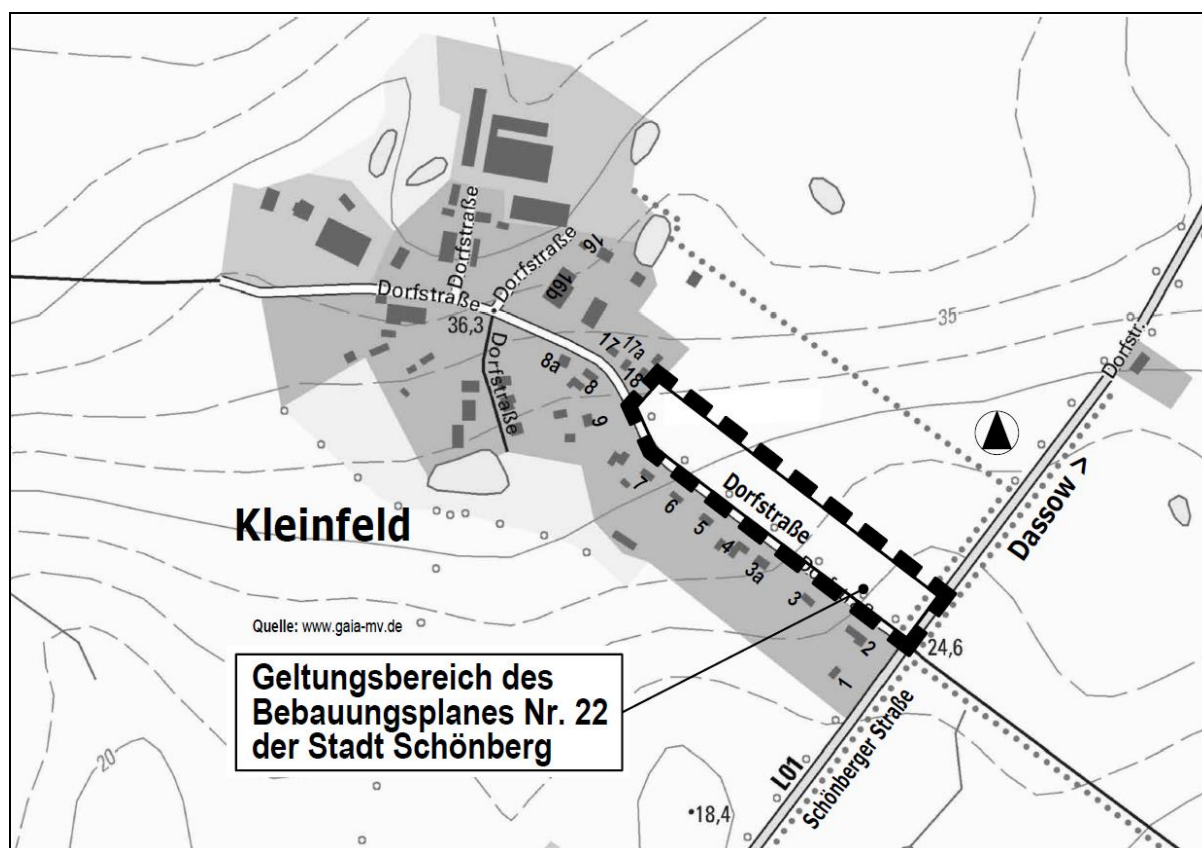 Dorfstraße
Dorfstraße
Dorfstraße
36,3
Dorfstraße
16
16b
17
17a
18
8a
8
9
7
6
5
4
3a
3
2
1
35
Dorfstr.
Dorfstraße
Dassow >
Kleinfeld
Quelle: www.gaia-mv.de
Geltungsbereich des
Bebauungsplanes Nr. 22
der Stadt Schönberg
24,6
L01
Schönberger Straße
20
18,4